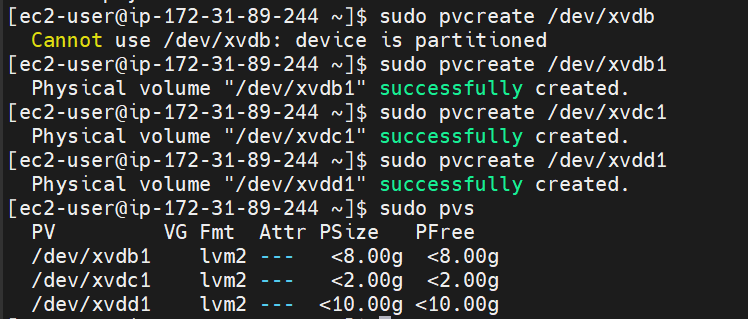 [ec2-user@ip-172-31-89-244 ~]$ sudo pvcreate /dev/xvdb
  Cannot use /dev/xvdb: device is partitioned
[ec2-user@ip-172-31-89-244 ~]$ sudo pvcreate /dev/xvdb1
  Physical volume "/dev/xvdb1" successfully created.
[ec2-user@ip-172-31-89-244 ~]$ sudo pvcreate /dev/xvdc1
  Physical volume "/dev/xvdc1" successfully created.
[ec2-user@ip-172-31-89-244 ~]$ sudo pvcreate /dev/xvdd1
  Physical volume "/dev/xvdd1" successfully created.
[ec2-user@ip-172-31-89-244 ~]$ sudo pvs
  PV         VG Fmt  Attr PSize   PFree
  /dev/xvdb1    lvm2 ---   <8.00g  <8.00g
  /dev/xvdc1    lvm2 ---   <2.00g  <2.00g
  /dev/xvdd1    lvm2 ---  <10.00g <10.00g